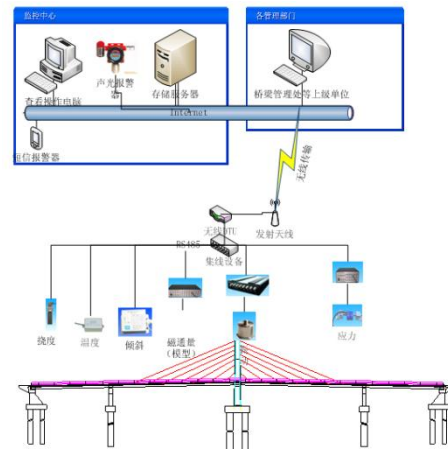 监控中心
各管理部门
声光报警器
查看操作电脑
存储服务器
桥梁管理处等上级单位
Internet
短信报警器
无线传输
无线DTU
发射天线
RS485
集线设备
挠度
温度
倾斜
磁通量
(模型)
应力